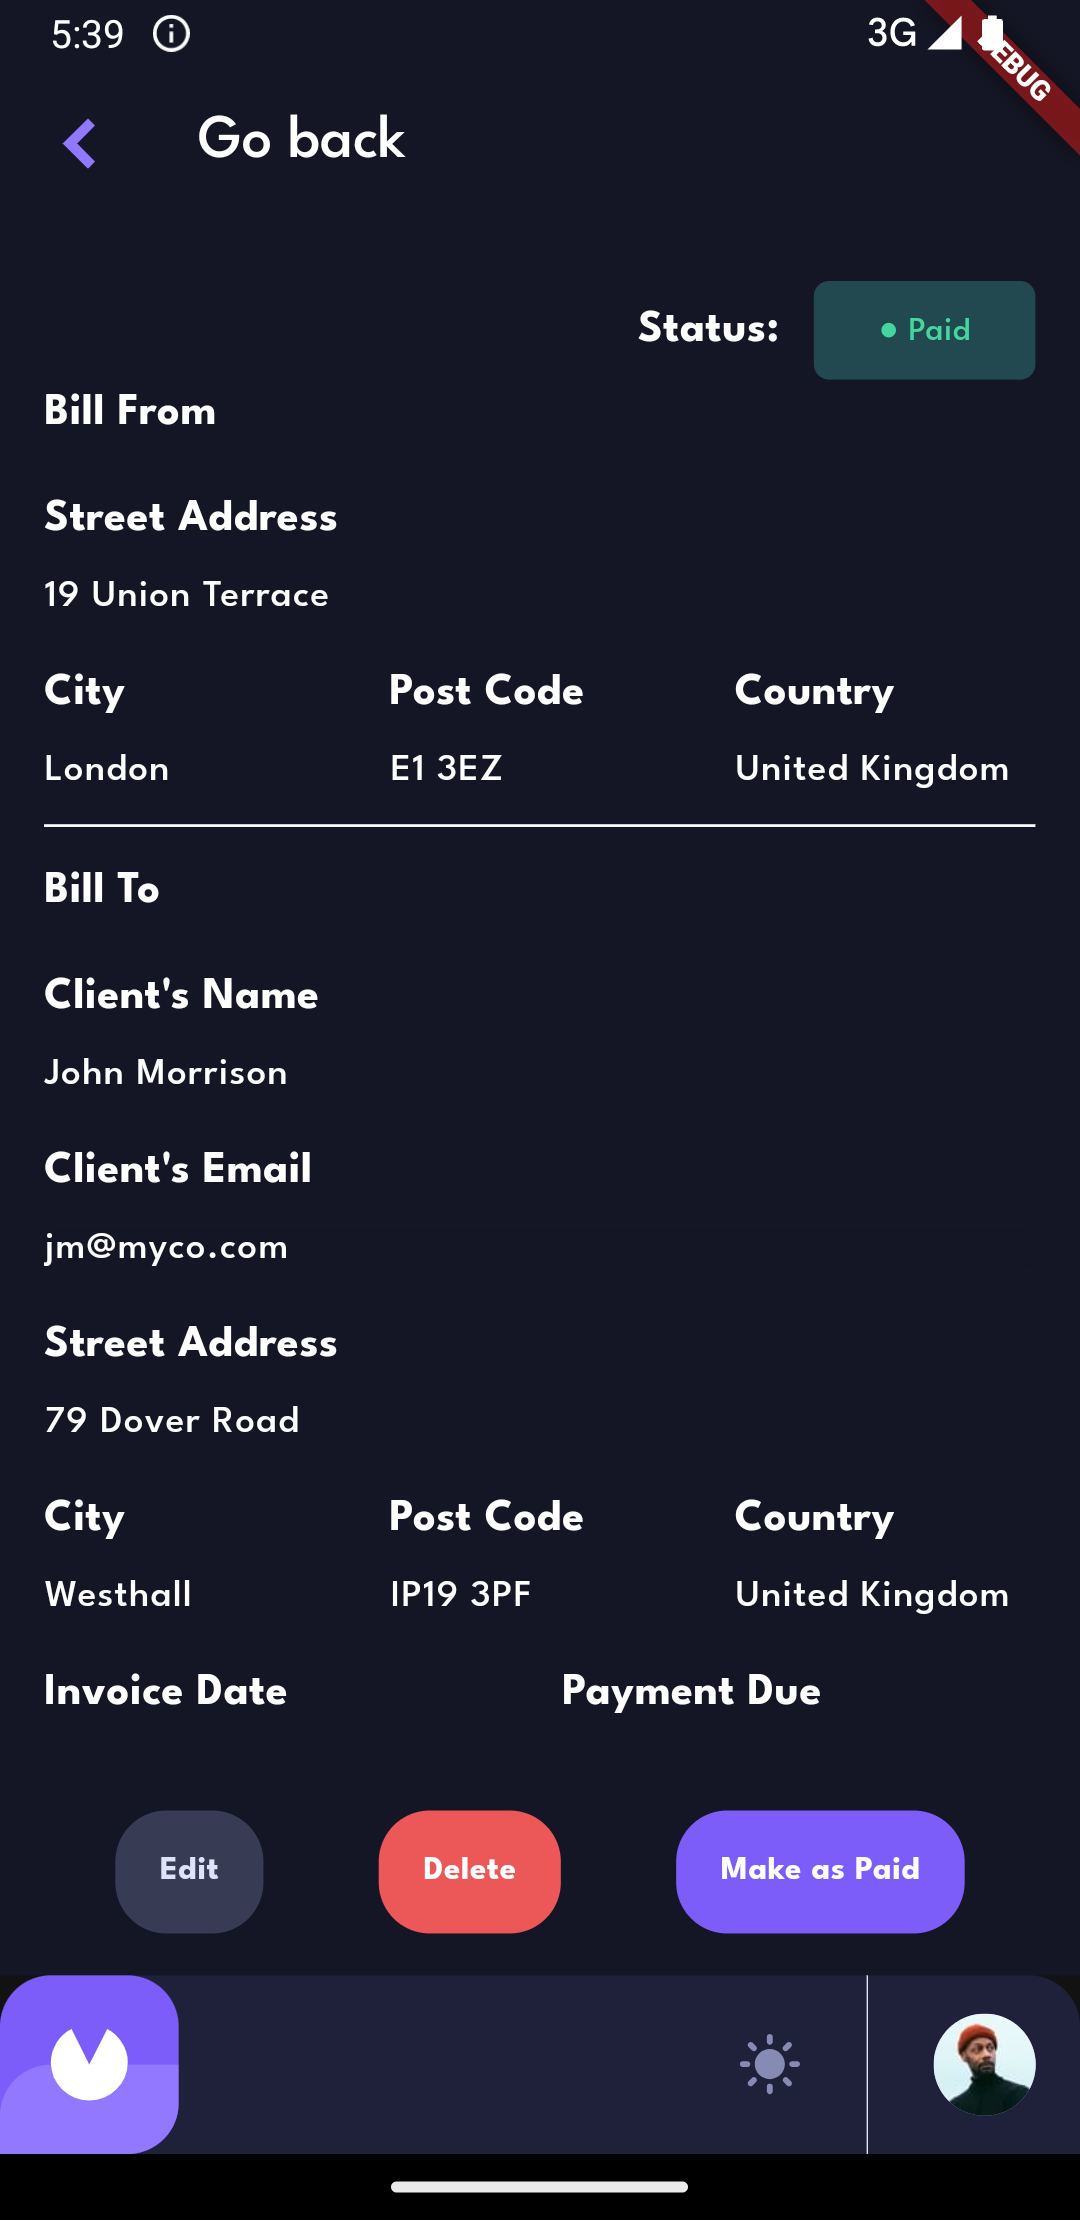 5:39 3G
DEBUG
Go back
Status: Paid
Bill From
Street Address
19 Union Terrace
City Post Code Country
London E1 3EZ United Kingdom
Bill To
Client's Name
John Morrison
Client's Email
jm@myco.com
Street Address
79 Dover Road
City Post Code Country
Westhall IP19 3PF United Kingdom
Invoice Date Payment Due
Edit Delete Make as Paid